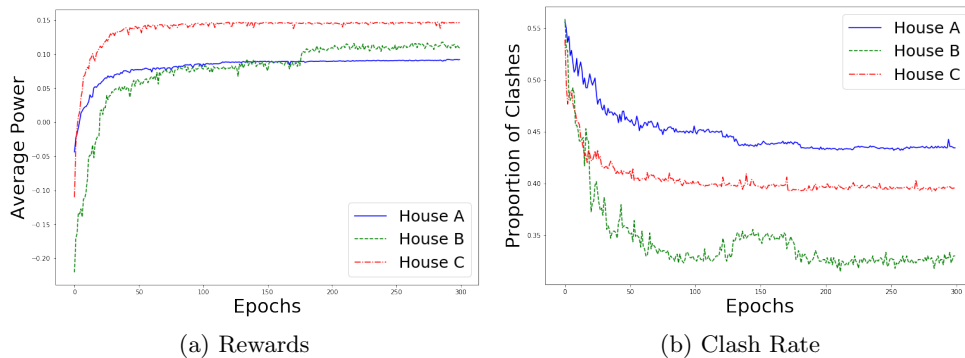 0.15
0.10
0.05
0.00
-0.05
-0.10
-0.15
-0.20
Average Power
0 50 100 150 200 250 300
Epochs
House A
House B
House C
(a) Rewards
0.55
0.50
0.45
0.40
0.35
Proportion of Clashes
0 50 100 150 200 250 300
Epochs
House A
House B
House C
(b) Clash Rate